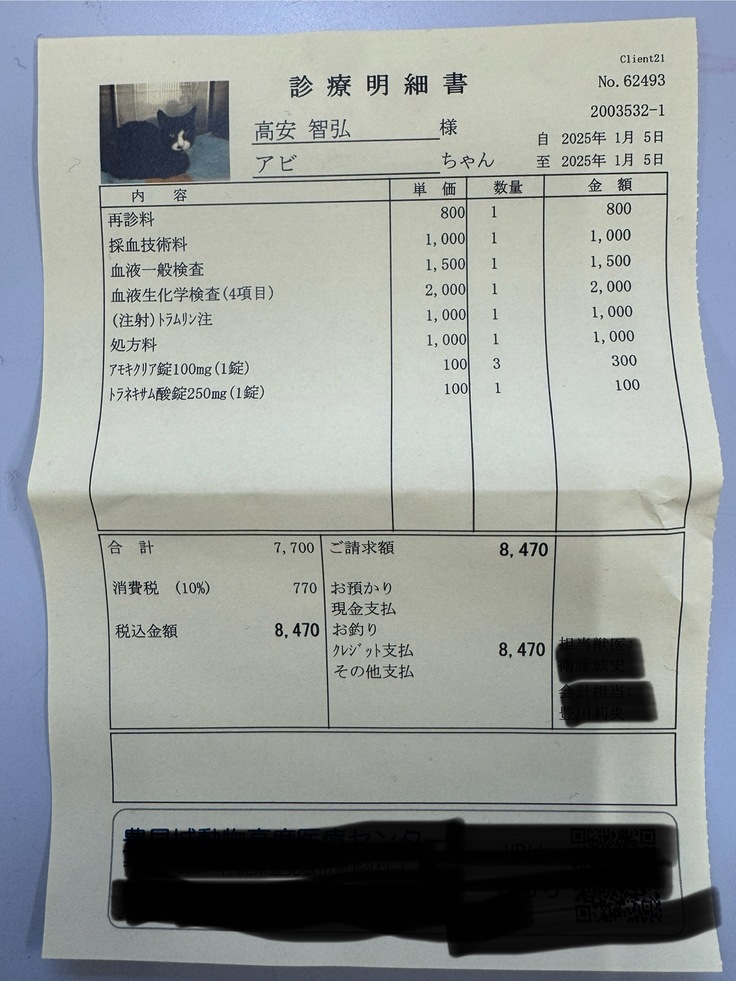 Client21
診療明細書
No.62493
2003532-1
高安 智弘 様
自 2025年 1月 5日
アビ ちゃん
至 2025年 1月 5日
内 容 単 価 数量 金 額
再診料 800 1 800
採血技術料 1,000 1 1,000
血液一般検査 1,500 1 1,500
血液生化学検査(4項目) 2,000 1 2,000
(注射)ﾄﾗﾑﾘﾝ注 1,000 1 1,000
処方料 1,000 1 1,000
ｱﾓｷｸﾘｱ錠100mg(1錠) 100 3 300
ﾄﾗﾈｷｻﾑ酸錠250mg(1錠) 100 1 100
合 計 7,700 ご請求額 8,470
消費税 (10%) 770 お預かり
現金支払
税込金額 8,470 お釣り
ｸﾚｼﾞｯﾄ支払 8,470
その他支払
担当獣医:
会計担当: